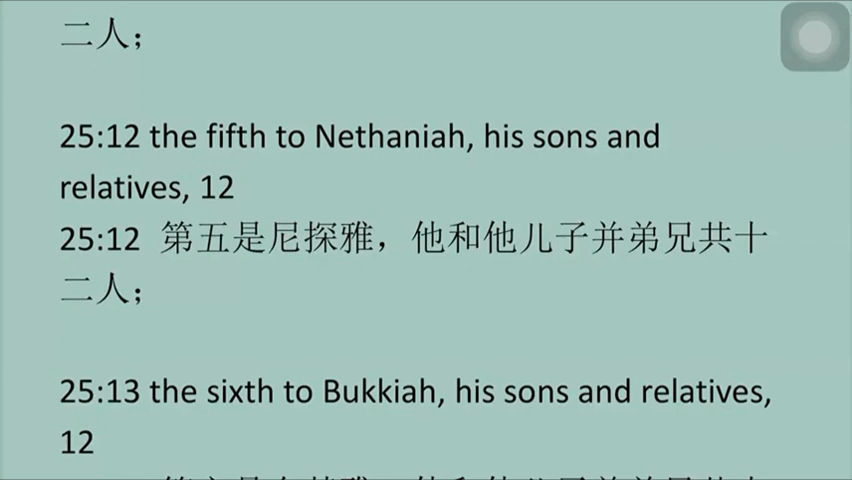 二人；
25:12 the fifth to Nethaniah, his sons and
relatives, 12
25:12 第五是尼探雅，他和他儿子并弟兄共十
二人；
25:13 the sixth to Bukkiah, his sons and relatives,
12